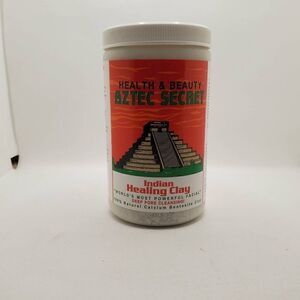 HEALTH & BEAUTY
AZTEC SECRET
Indian
Healing Clay
"WORLD'S MOST POWERFUL FACIAL"
DEEP PORE CLEANSING!
100% Natural Calcium Bentonite Clay